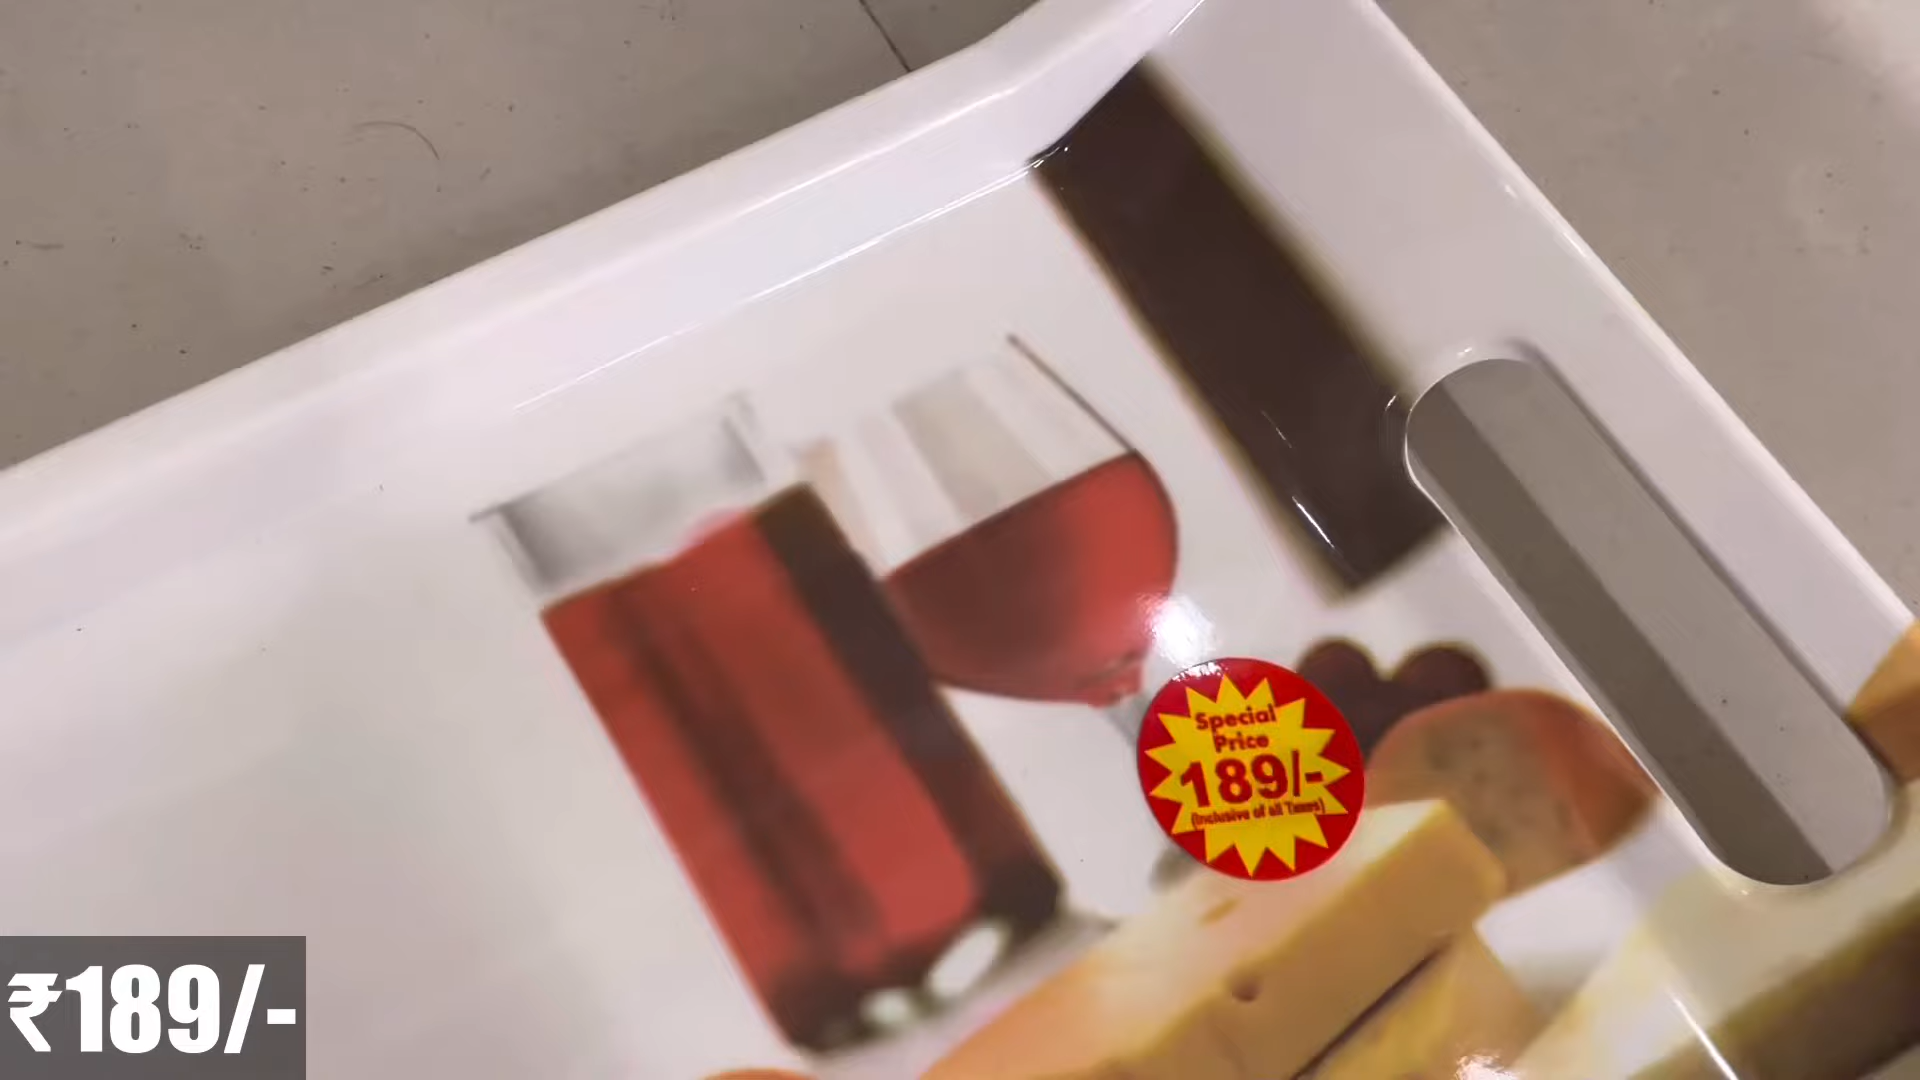 Special
Price
189/-
(Inclusive of all Taxes)
₹189/-